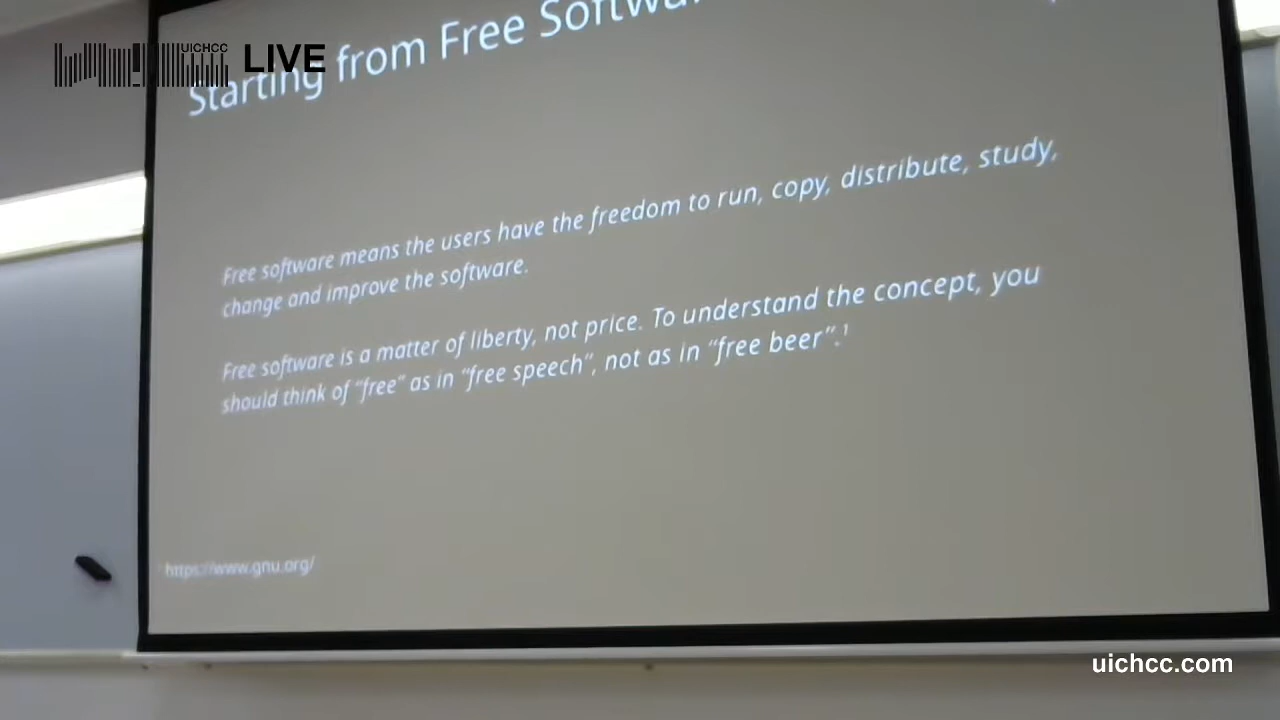 UICHCC LIVE
Starting from Free Softwa
Free software means the users have the freedom to run, copy, distribute, study,
change and improve the software.
Free software is a matter of liberty, not price. To understand the concept, you
should think of “free” as in “free speech”, not as in “free beer”.¹
https://www.gnu.org/
uichcc.com